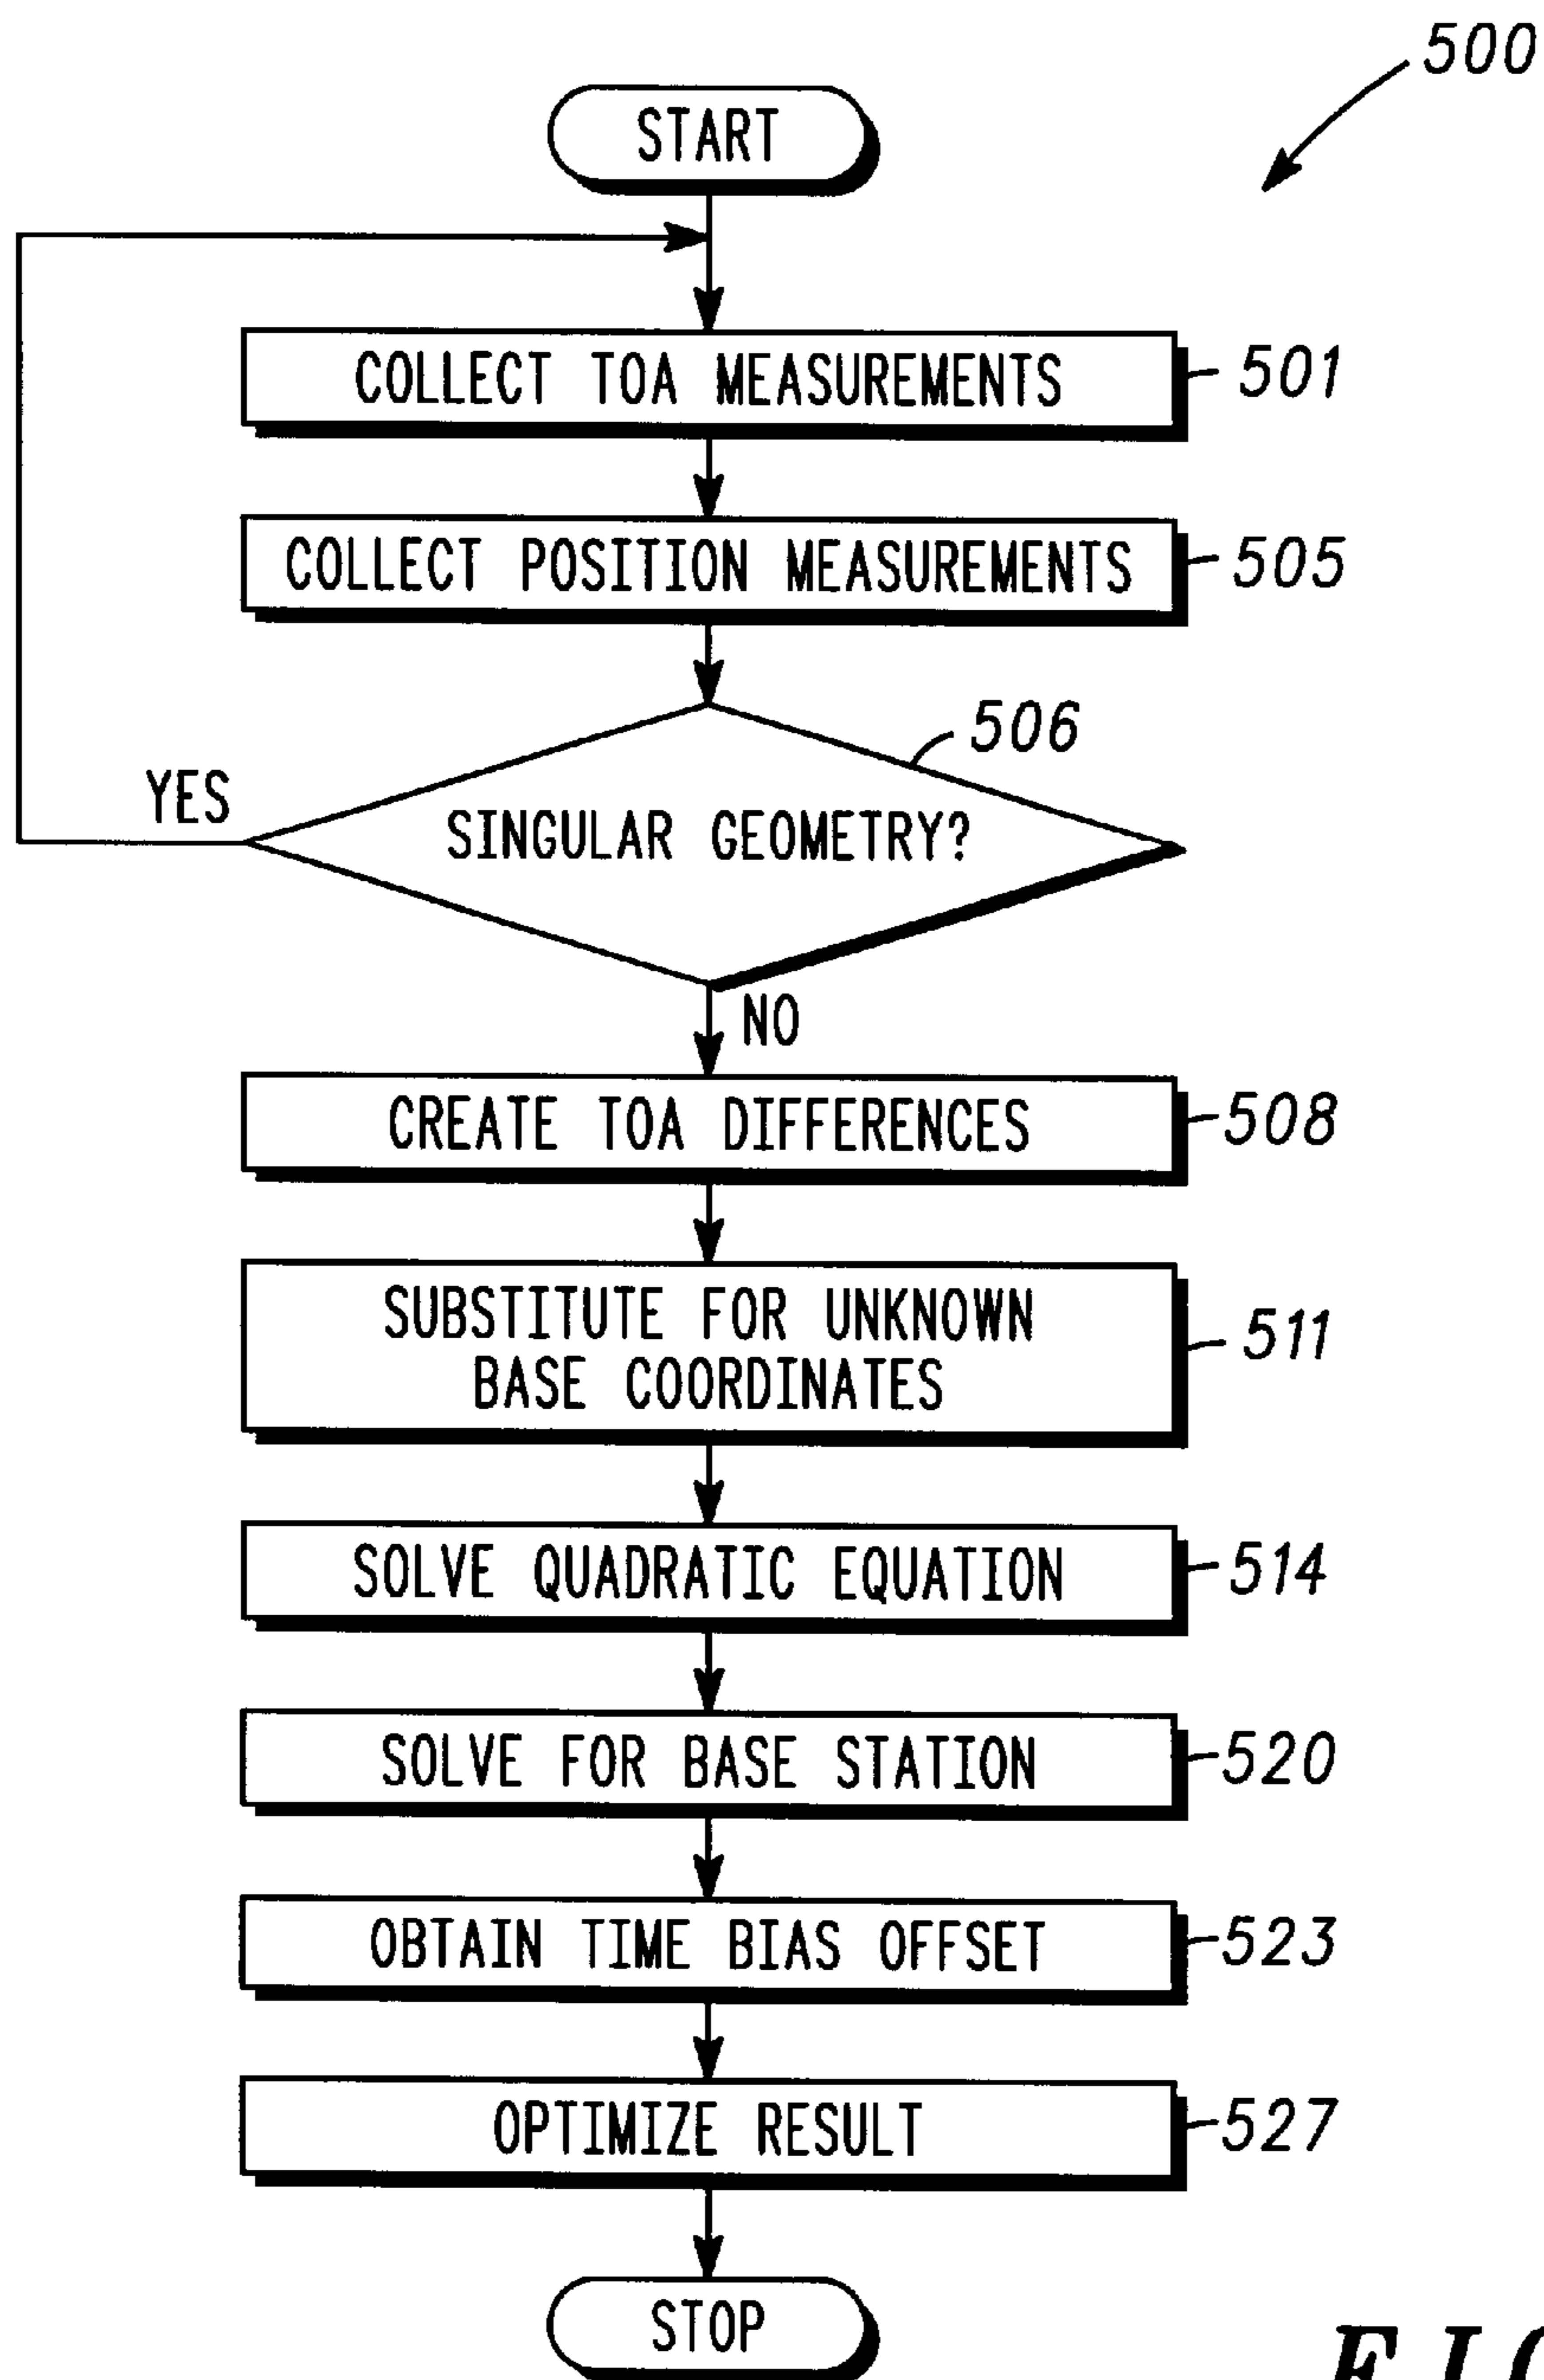 500
START
COLLECT TOA MEASUREMENTS
501
COLLECT POSITION MEASUREMENTS
505
506
YES
SINGULAR GEOMETRY?
NO
CREATE TOA DIFFERENCES
508
SUBSTITUTE FOR UNKNOWN
BASE COORDINATES
511
SOLVE QUADRATIC EQUATION
514
SOLVE FOR BASE STATION
520
OBTAIN TIME BIAS OFFSET
523
OPTIMIZE RESULT
527
STOP